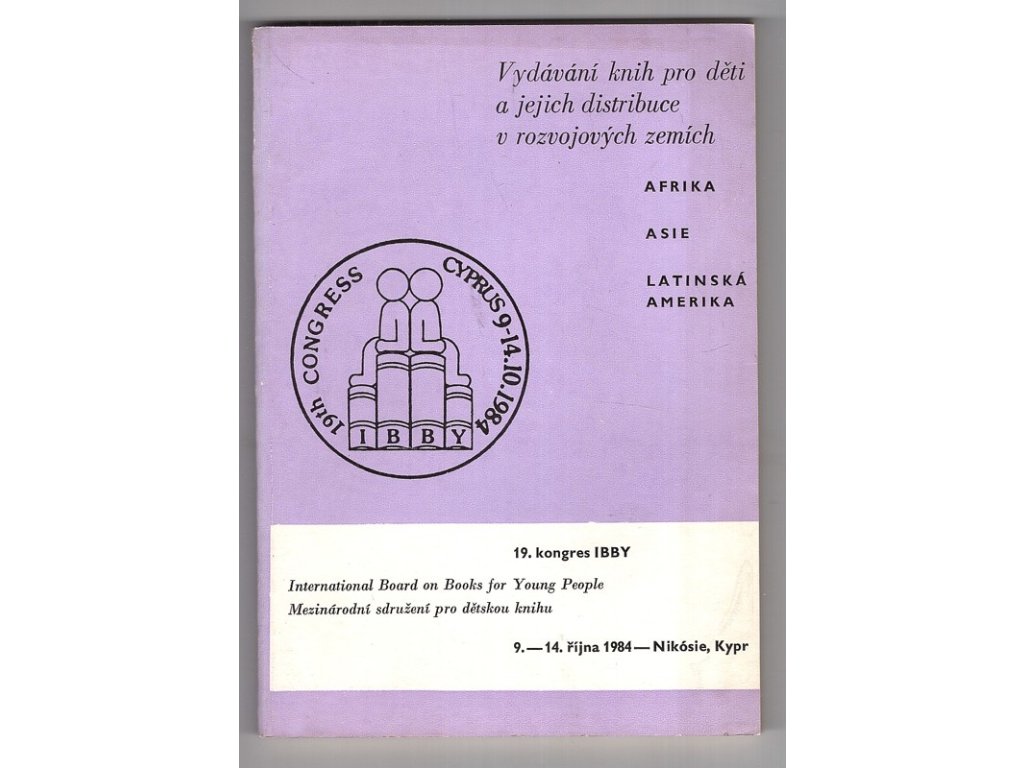 Vydávání knih pro děti
a jejich distribuce
v rozvojových zemích
AFRIKA
ASIE
LATINSKÁ
AMERIKA
19th CONGRESS CYPRUS 9-14.10.1984
IBBY
19. kongres IBBY
International Board on Books for Young People
Mezinárodní sdružení pro dětskou knihu
9.—14. října 1984—Nikósie, Kypr